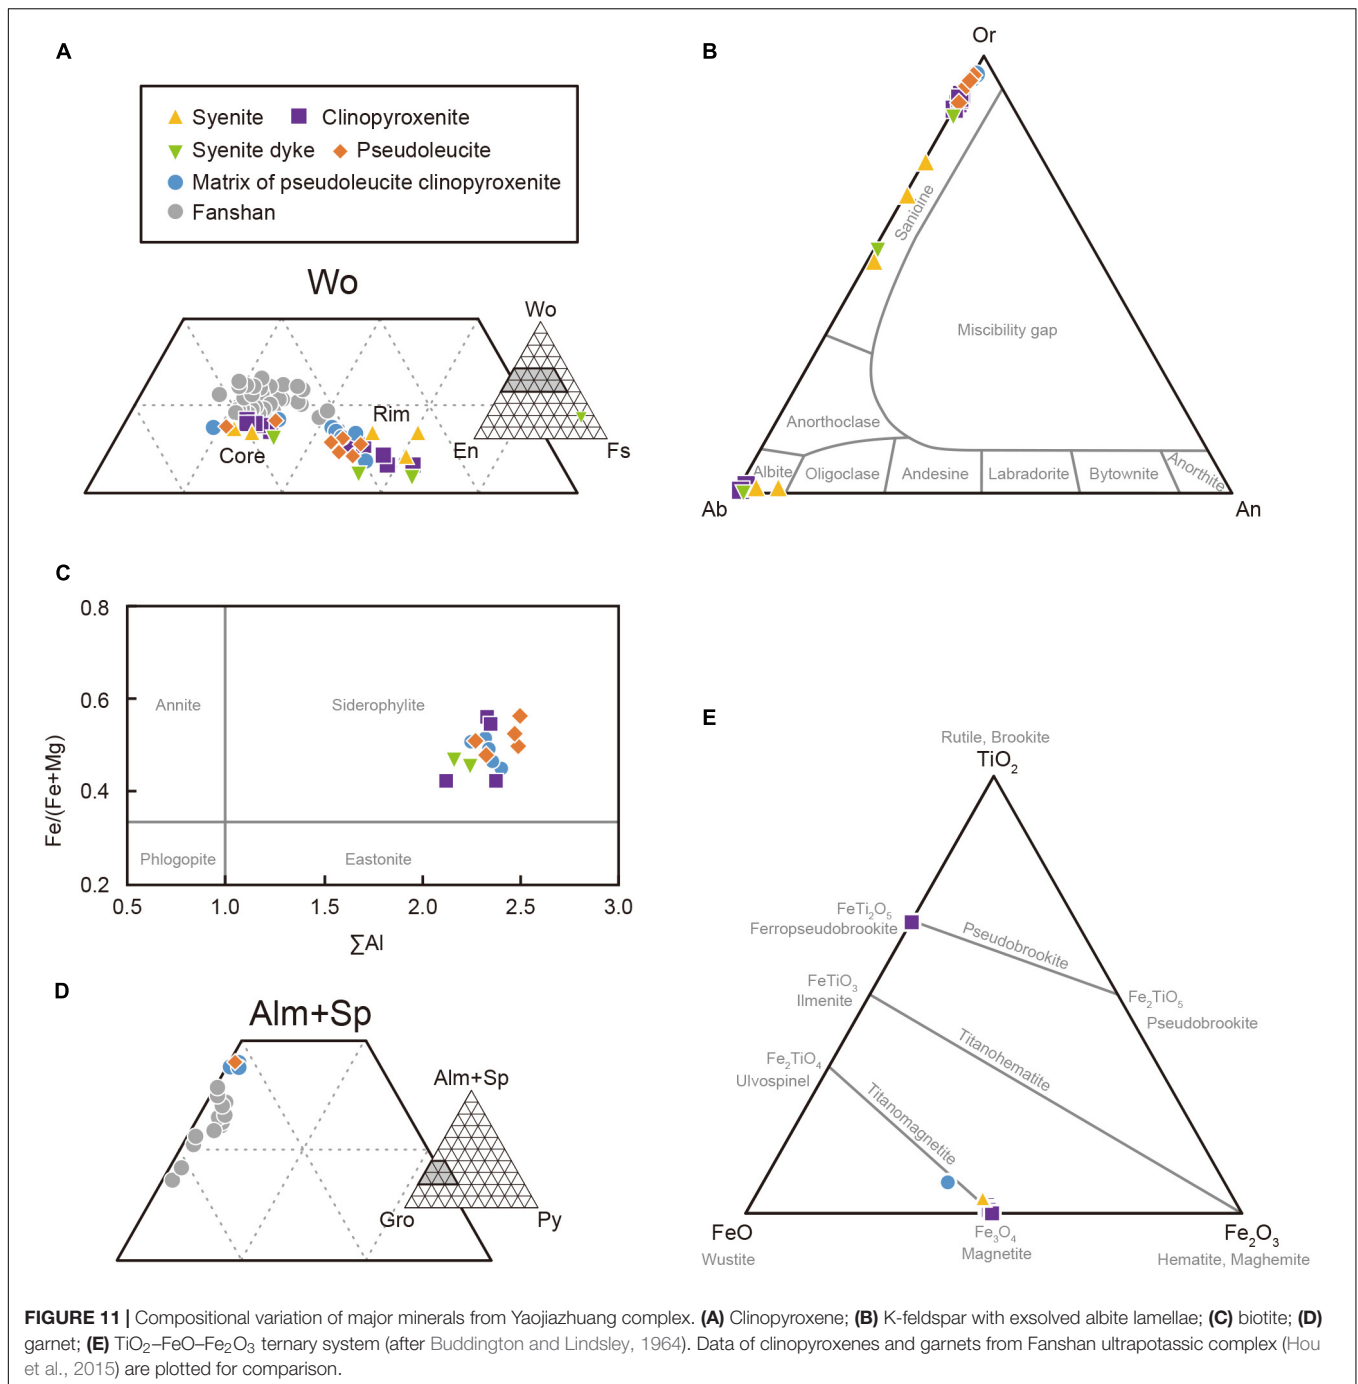 A
Syenite
Clinopyroxenite
Syenite dyke
Pseudoleucite
Matrix of pseudoleucite clinopyroxenite
Fanshan
Wo
Core
Rim
Wo
En
Fs
B
Or
Sanidine
Miscibility gap
Anorthoclase
Albite
Oligoclase
Andesine
Labradorite
Bytownite
Anorthite
Ab
An
C
0.8
0.6
0.4
0.2
Fe/(Fe+Mg)
Annite
Siderophylite
Phlogopite
Eastonite
0.5
1.0
1.5
2.0
2.5
3.0
∑Al
D
Alm+Sp
Alm+Sp
Gro
Py
E
Rutile, Brookite
TiO₂
FeTi₂O₅
Ferropseudobrookite
Pseudobrookite
FeTiO₃
Ilmenite
Fe₂TiO₅
Pseudobrookite
Titanohematite
Fe₂TiO₄
Ulvospinel
Titanomagnetite
FeO
Wustite
Fe₃O₄
Magnetite
Fe₂O₃
Hematite, Maghemite
FIGURE 11 | Compositional variation of major minerals from Yaojiazhuang complex. (A) Clinopyroxene; (B) K-feldspar with exsolved albite lamellae; (C) biotite; (D)
garnet; (E) TiO₂–FeO–Fe₂O₃ ternary system (after Buddington and Lindsley, 1964). Data of clinopyroxenes and garnets from Fanshan ultrapotassic complex (Hou
et al., 2015) are plotted for comparison.